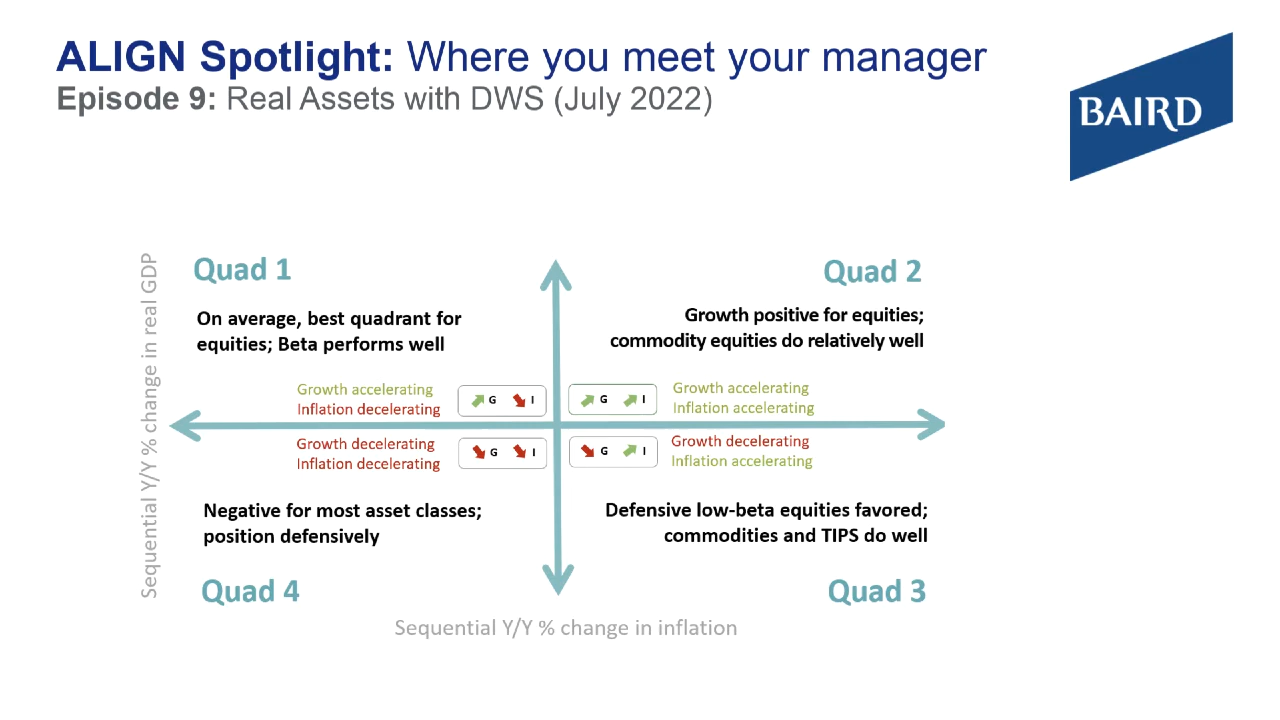 ALIGN Spotlight: Where you meet your manager
Episode 9: Real Assets with DWS (July 2022)
BAIRD
Sequential Y/Y % change in real GDP
Quad 1
On average, best quadrant for
equities; Beta performs well
Growth accelerating
Inflation decelerating
G I
Quad 2
Growth positive for equities;
commodity equities do relatively well
G I
Growth accelerating
Inflation accelerating
Growth decelerating
Inflation decelerating
G I
Negative for most asset classes;
position defensively
Quad 4
G I
Growth decelerating
Inflation accelerating
Defensive low-beta equities favored;
commodities and TIPS do well
Quad 3
Sequential Y/Y % change in inflation